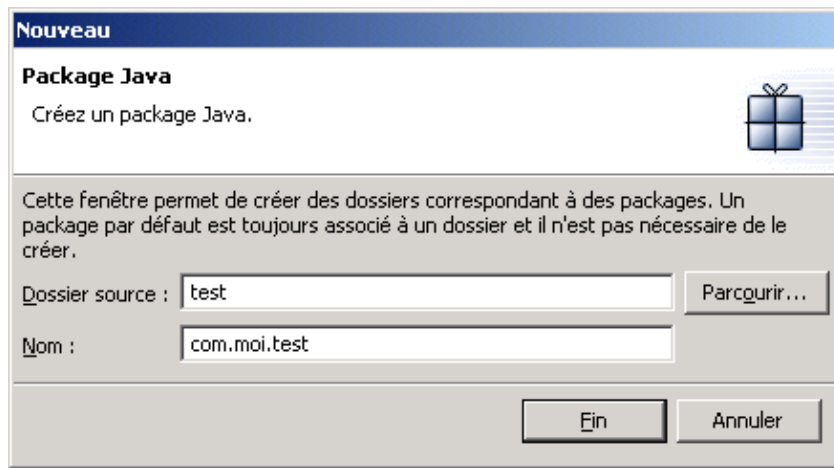 Nouveau
Package Java
Créez un package Java.
Cette fenêtre permet de créer des dossiers correspondant à des packages. Un
package par défaut est toujours associé à un dossier et il n'est pas nécessaire de le
créer.
Dossier source : test Parcourir...
Nom : com.moi.test
Fin Annuler